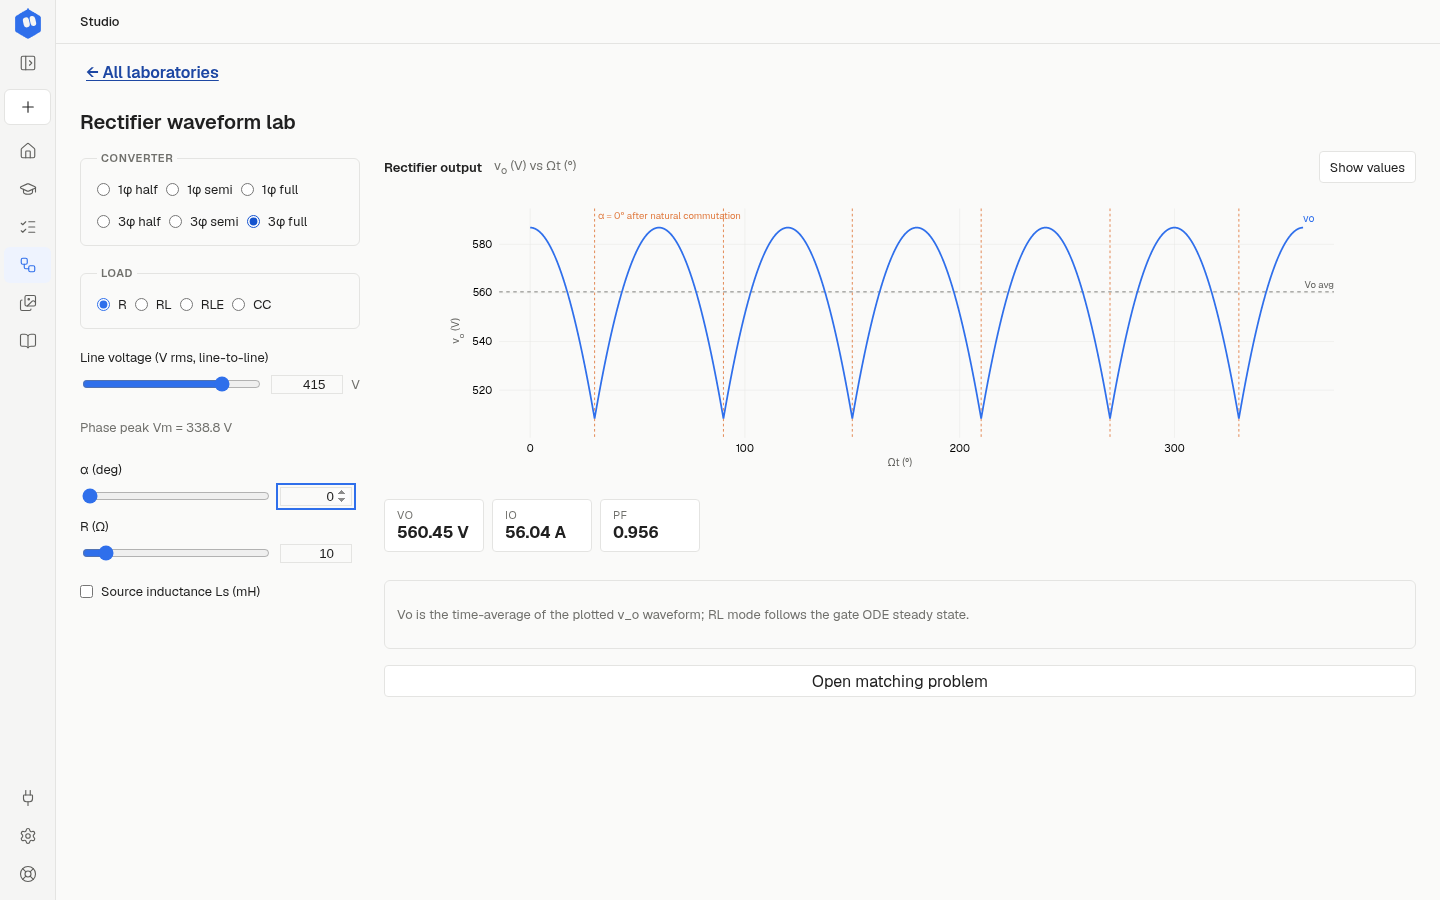 Studio
← All laboratories
Rectifier waveform lab
CONVERTER
1φ half 1φ semi 1φ full
3φ half 3φ semi 3φ full
LOAD
R RL RLE CC
Line voltage (V rms, line-to-line)
415 V
Phase peak Vm = 338.8 V
α (deg)
0
R (Ω)
10
Source inductance Ls (mH)
Rectifier output vo (V) vs Ωt (°)
Show values
α = 0° after natural commutation
vo
580
560
540
520
Vo avg
vo (V)
0 100 200 300
Ωt (°)
VO
560.45 V
IO
56.04 A
PF
0.956
Vo is the time-average of the plotted v_o waveform; RL mode follows the gate ODE steady state.
Open matching problem